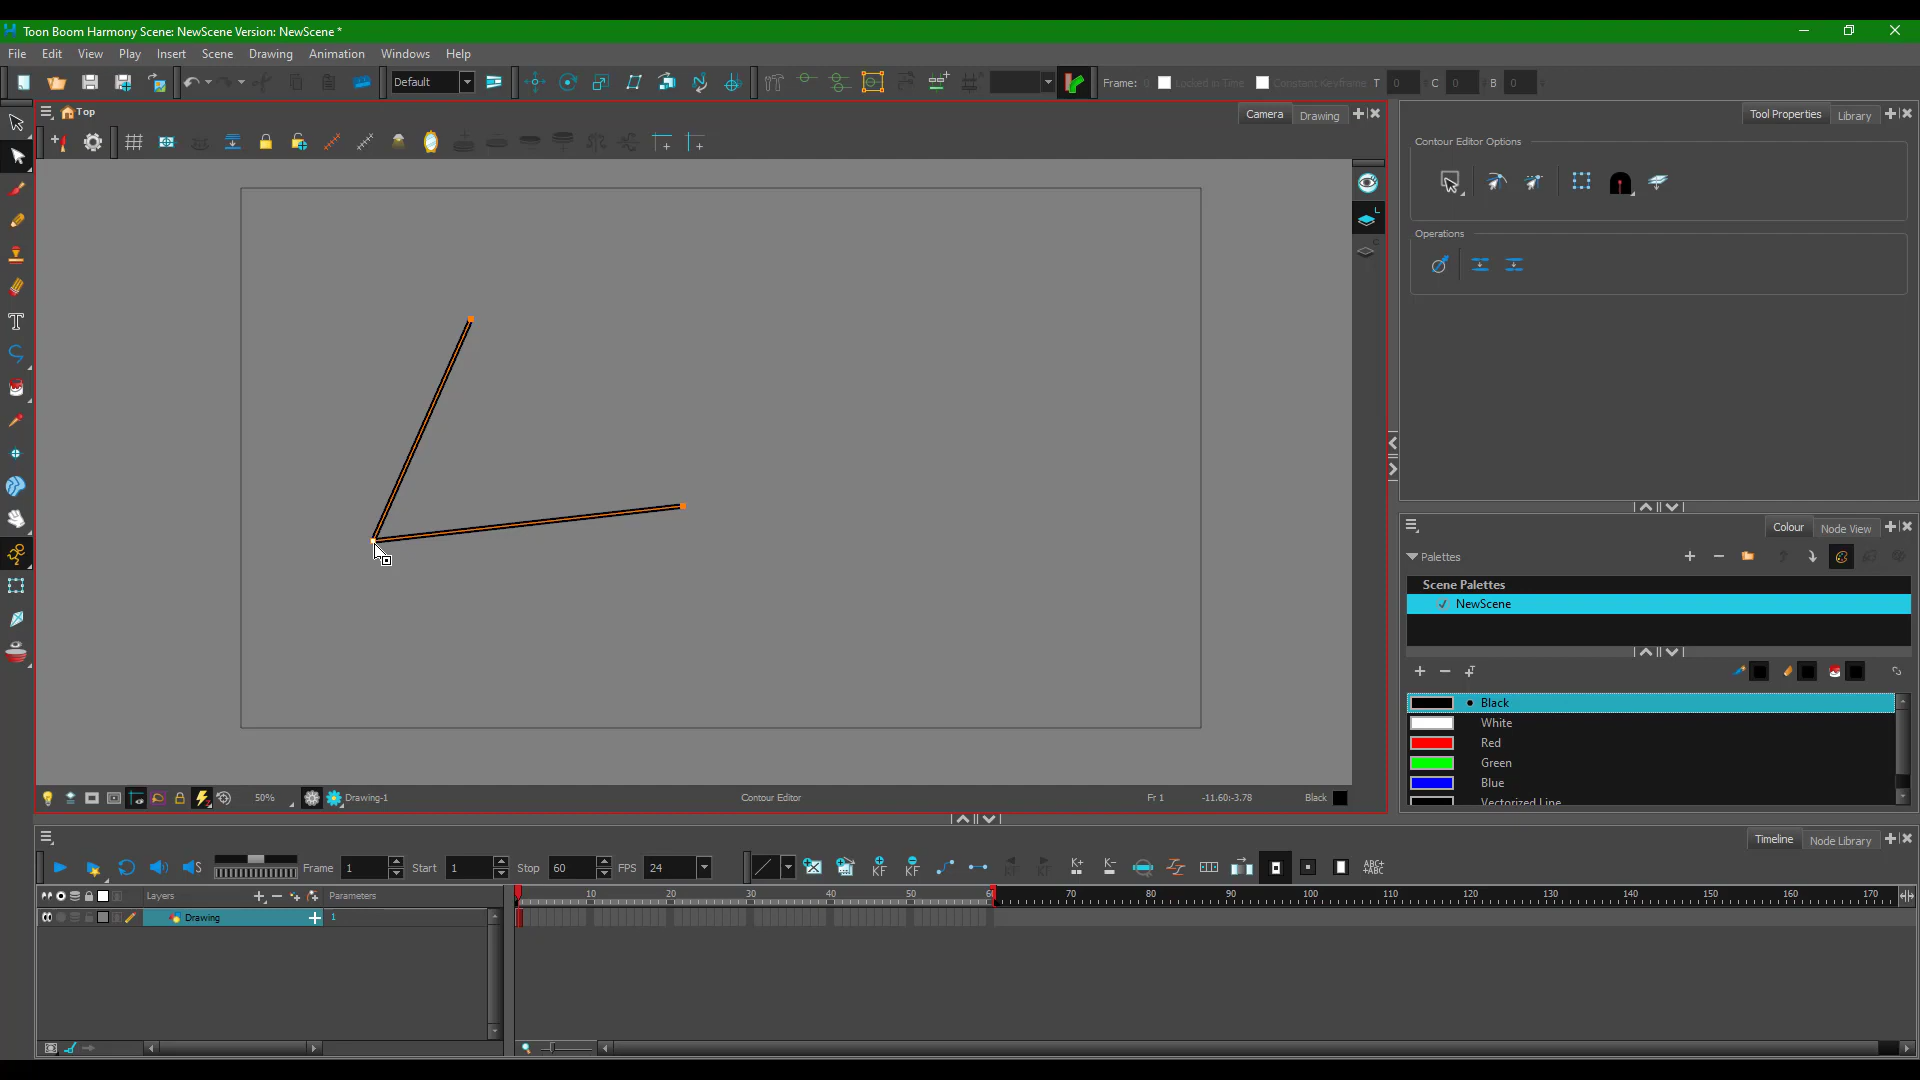 Toon Boom Harmony Scene: NewScene Version: NewScene *
File Edit View Play Insert Scene Drawing Animation Windows Help
Default
Frame: Locked in Time Constant Keyframe T 0 C 0 B 0
Top
Camera Drawing
Tool Properties Library
Contour Editor Options
Operations
Colour Node View
Palettes
Scene Palettes
NewScene
Black
White
Red
Green
Blue
Vectorized Line
50% Drawing-1 Contour Editor Fr 1 -11.60:-3.78 Black
Timeline Node Library
Frame 1 Start 1 Stop 60 FPS 24
Layers Parameters
10 20 30 40 50 60 70 80 90 100 110 120 130 140 150 160 170
Drawing 1